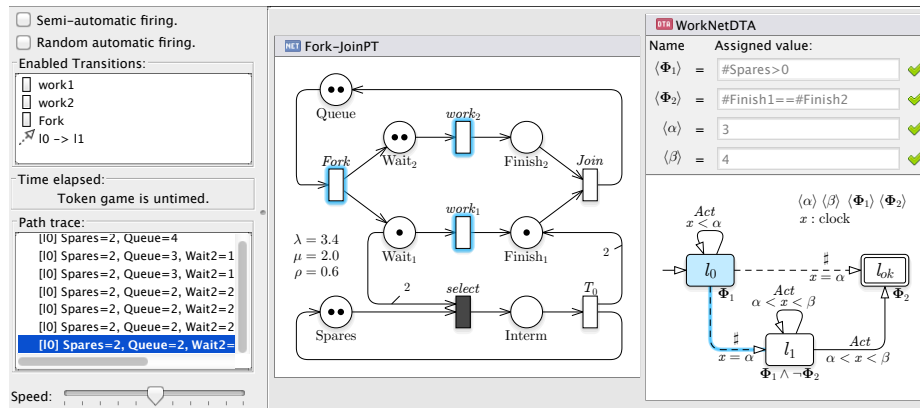 Semi-automatic firing.
Random automatic firing.
Enabled Transitions:
work1
work2
Fork
l0 -> l1
Time elapsed:
Token game is untimed.
Path trace:
[l0] Spares=2, Queue=4
[l0] Spares=2, Queue=3, Wait2=1
[l0] Spares=2, Queue=3, Wait2=1
[l0] Spares=2, Queue=2, Wait2=2
[l0] Spares=2, Queue=2, Wait2=2
[l0] Spares=2, Queue=2, Wait2=2
[l0] Spares=2, Queue=2, Wait2=
Speed:
NET Fork-JoinPT
Queue
work₂
Fork
Wait₂
Finish₂
Join
work₁
λ = 3.4
μ = 2.0
ρ = 0.6
Wait₁
Finish₁
2
2
select
T₀
Spares
Interm
DTA WorkNetDTA
Name Assigned value:
⟨Φ₁⟩ = #Spares>0
⟨Φ₂⟩ = #Finish1==#Finish2
⟨α⟩ = 3
⟨β⟩ = 4
⟨α⟩ ⟨β⟩ ⟨Φ₁⟩ ⟨Φ₂⟩
x : clock
Act
x < α
l₀
♯
x = α
l_ok
Φ₁
Φ₂
Act
α < x < β
♯
x = α
l₁
Act
α < x < β
Φ₁ ∧ ¬Φ₂